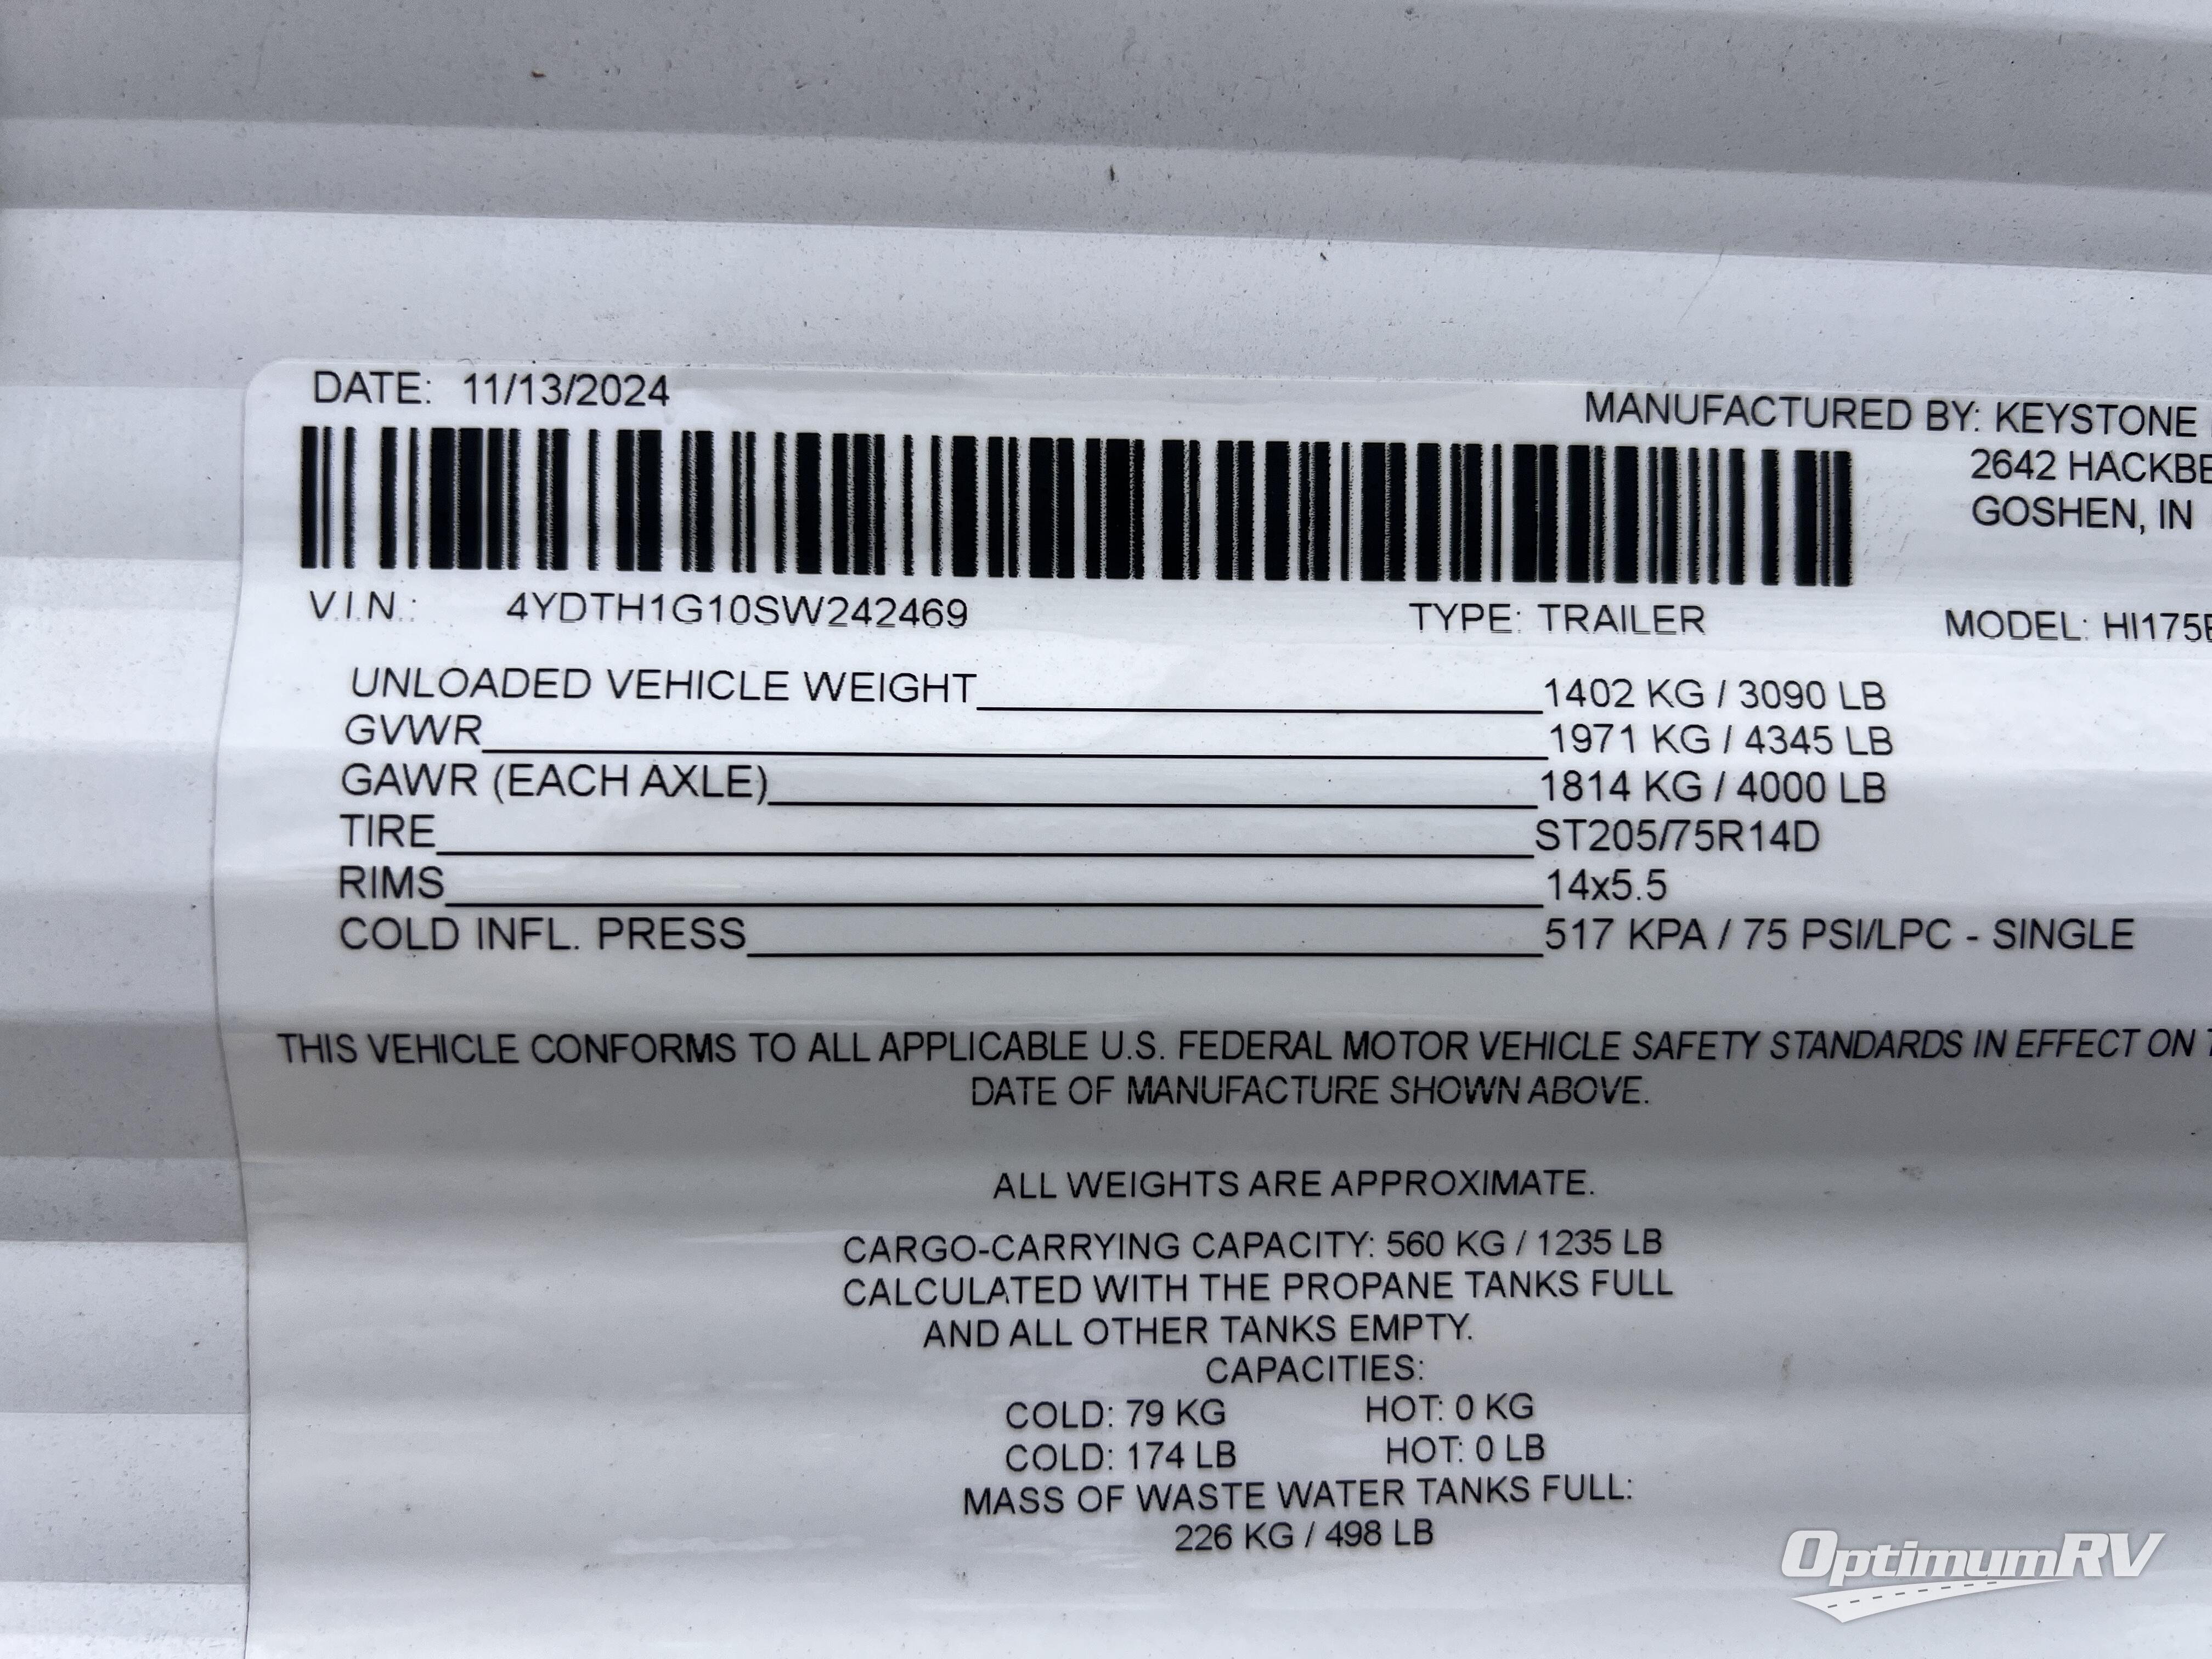 DATE: 11/13/2024
MANUFACTURED BY: KEYSTONE
2642 HACKBE
GOSHEN, IN
V.I.N.: 4YDTH1G10SW242469 TYPE: TRAILER MODEL: HI175
UNLOADED VEHICLE WEIGHT 1402 KG / 3090 LB
GVWR 1971 KG / 4345 LB
GAWR (EACH AXLE) 1814 KG / 4000 LB
TIRE ST205/75R14D
RIMS 14x5.5
COLD INFL. PRESS 517 KPA / 75 PSI/LPC - SINGLE
THIS VEHICLE CONFORMS TO ALL APPLICABLE U.S. FEDERAL MOTOR VEHICLE SAFETY STANDARDS IN EFFECT ON
DATE OF MANUFACTURE SHOWN ABOVE.
ALL WEIGHTS ARE APPROXIMATE.
CARGO-CARRYING CAPACITY: 560 KG / 1235 LB
CALCULATED WITH THE PROPANE TANKS FULL
AND ALL OTHER TANKS EMPTY.
CAPACITIES:
COLD: 79 KG HOT: 0 KG
COLD: 174 LB HOT: 0 LB
MASS OF WASTE WATER TANKS FULL:
226 KG / 498 LB
OptimumRV